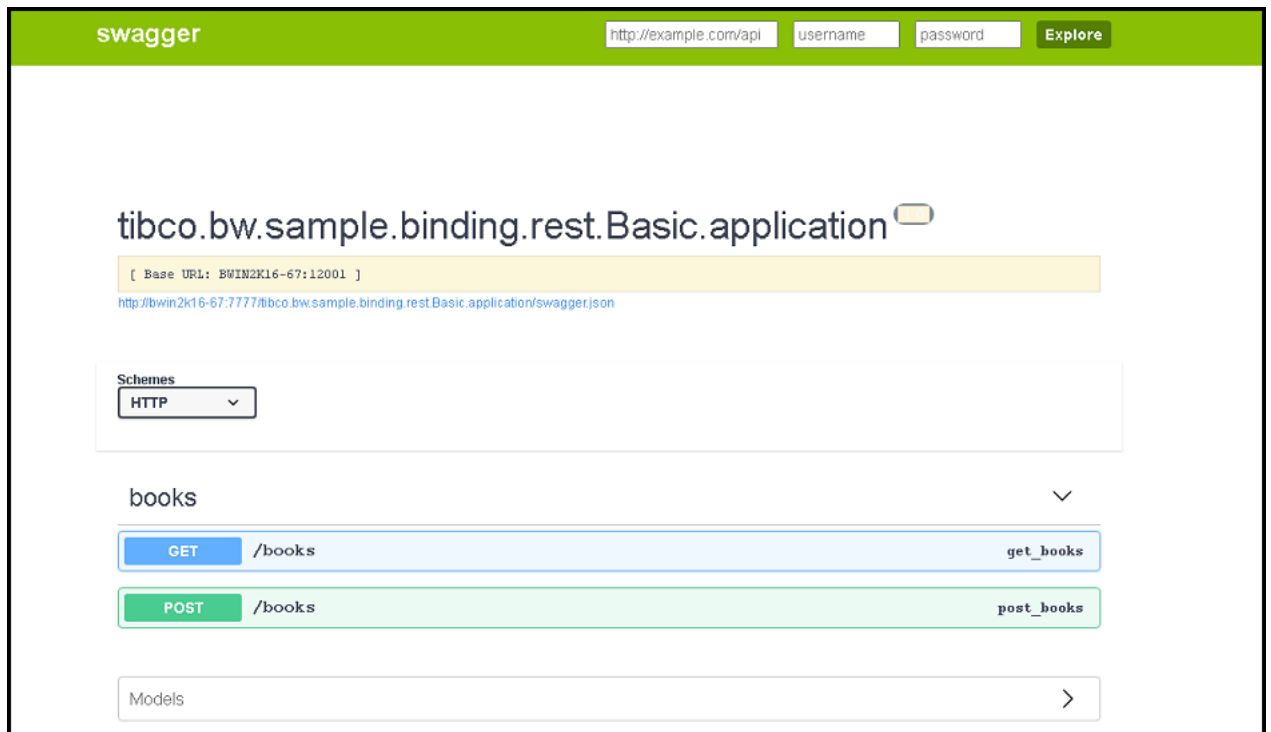 swagger http://example.com/api username password Explore
tibco.bw.sample.binding.rest.Basic.application
[ Base URL: BWIN2K16-67:12001 ]
http://bwin2k16-67:7777/tibco.bw.sample.binding.rest.Basic.application/swagger.json
Schemes
HTTP
books
GET /books get_books
POST /books post_books
Models